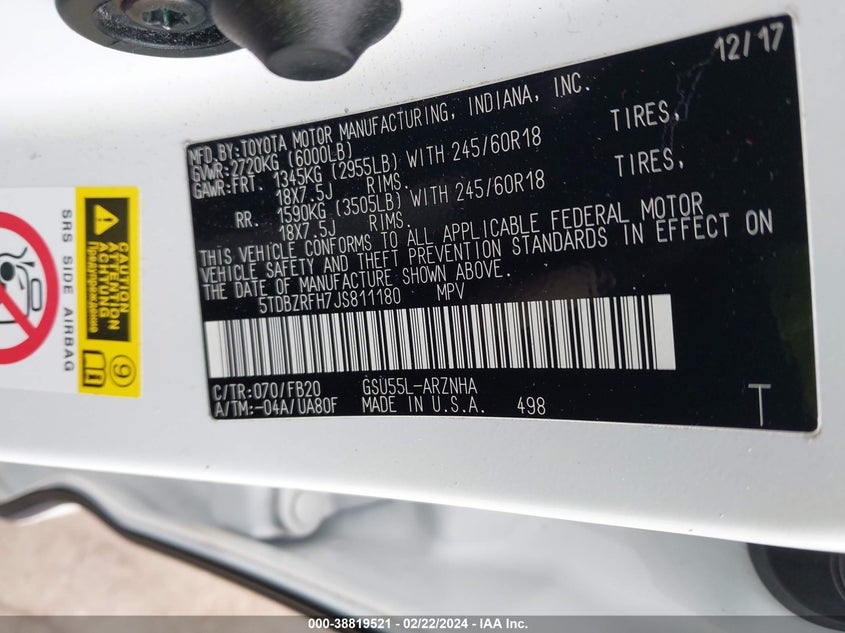 12/17
MFD.BY:TOYOTA MOTOR MANUFACTURING, INDIANA, INC.
GVWR:2720KG (6000LB)
GAWR:FRT. 1345KG (2955LB) WITH 245/60R18 TIRES,
18X7.5J RIMS.
RR. 1590KG (3505LB) WITH 245/60R18 TIRES,
18X7.5J RIMS.
THIS VEHICLE CONFORMS TO ALL APPLICABLE FEDERAL MOTOR
VEHICLE SAFETY AND THEFT PREVENTION STANDARDS IN EFFECT ON
THE DATE OF MANUFACTURE SHOWN ABOVE.
5TDBZRFH7JS811180 MPV
C/TR:070/FB20 GSU55L-ARZNHA
A/TM:-04A/UA80F MADE IN U.S.A. 498
T
SRS SIDE AIRBAG
CAUTION
ATTENTION
ACHTUNG
Предупреждение
9
00-38819521 - 02/22/2024 - IAA Inc.